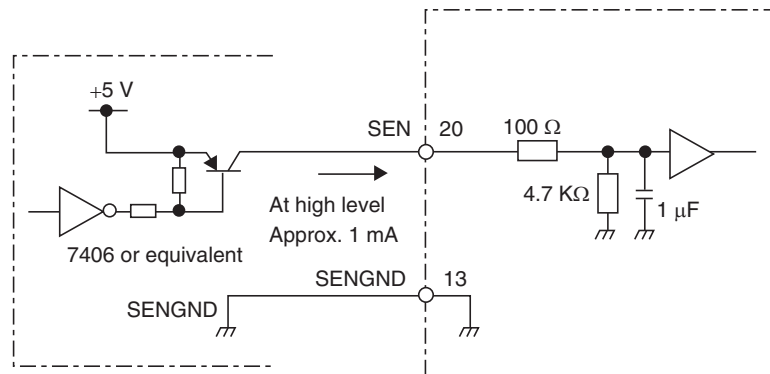 +5 V
SEN
20
100 Ω
4.7 KΩ
1 μF
At high level
Approx. 1 mA
7406 or equivalent
SENGND
13
SENGND